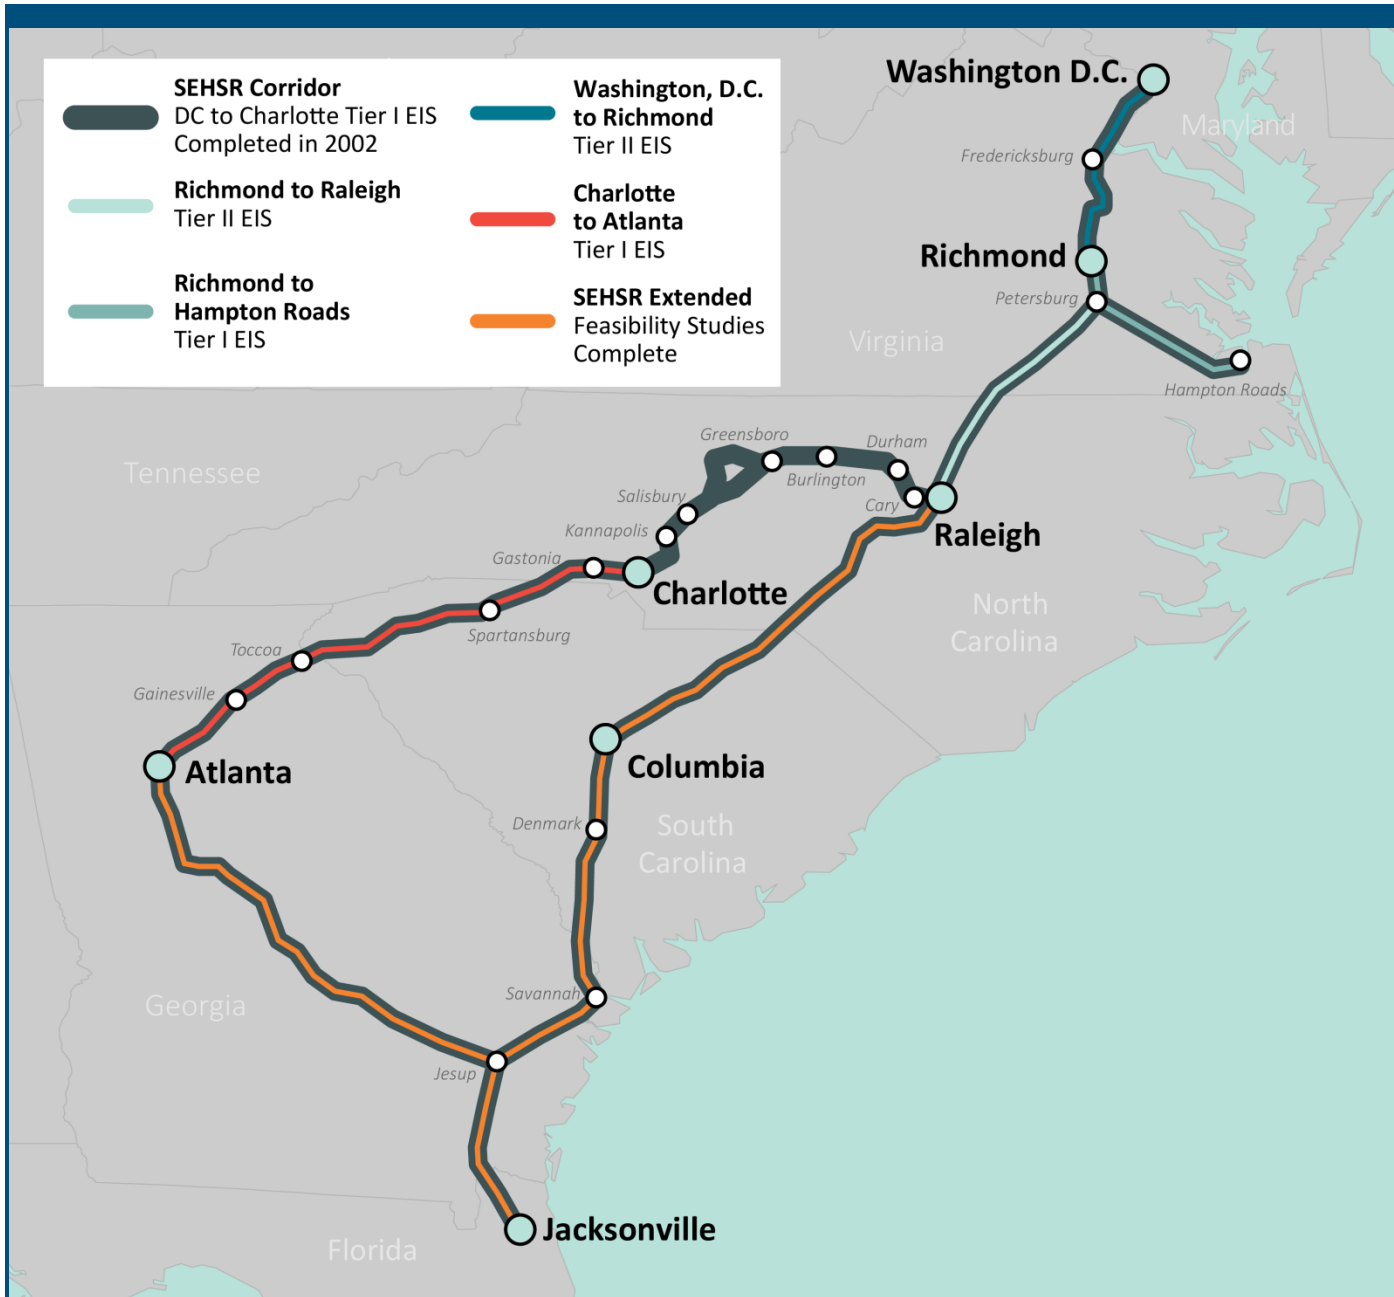 SEHSR Corridor
DC to Charlotte Tier I EIS
Completed in 2002
Richmond to Raleigh
Tier II EIS
Richmond to
Hampton Roads
Tier I EIS
Washington, D.C.
to Richmond
Tier II EIS
Charlotte
to Atlanta
Tier I EIS
SEHSR Extended
Feasibility Studies
Complete
Washington D.C.
Maryland
Fredericksburg
Richmond
Petersburg
Virginia
Hampton Roads
Greensboro
Durham
Tennessee
Burlington
Salisbury
Cary
Kannapolis
Raleigh
Gastonia
Charlotte
North
Carolina
Spartansburg
Toccoa
Gainesville
Atlanta
Columbia
Denmark
South
Carolina
Savannah
Georgia
Jesup
Jacksonville
Florida